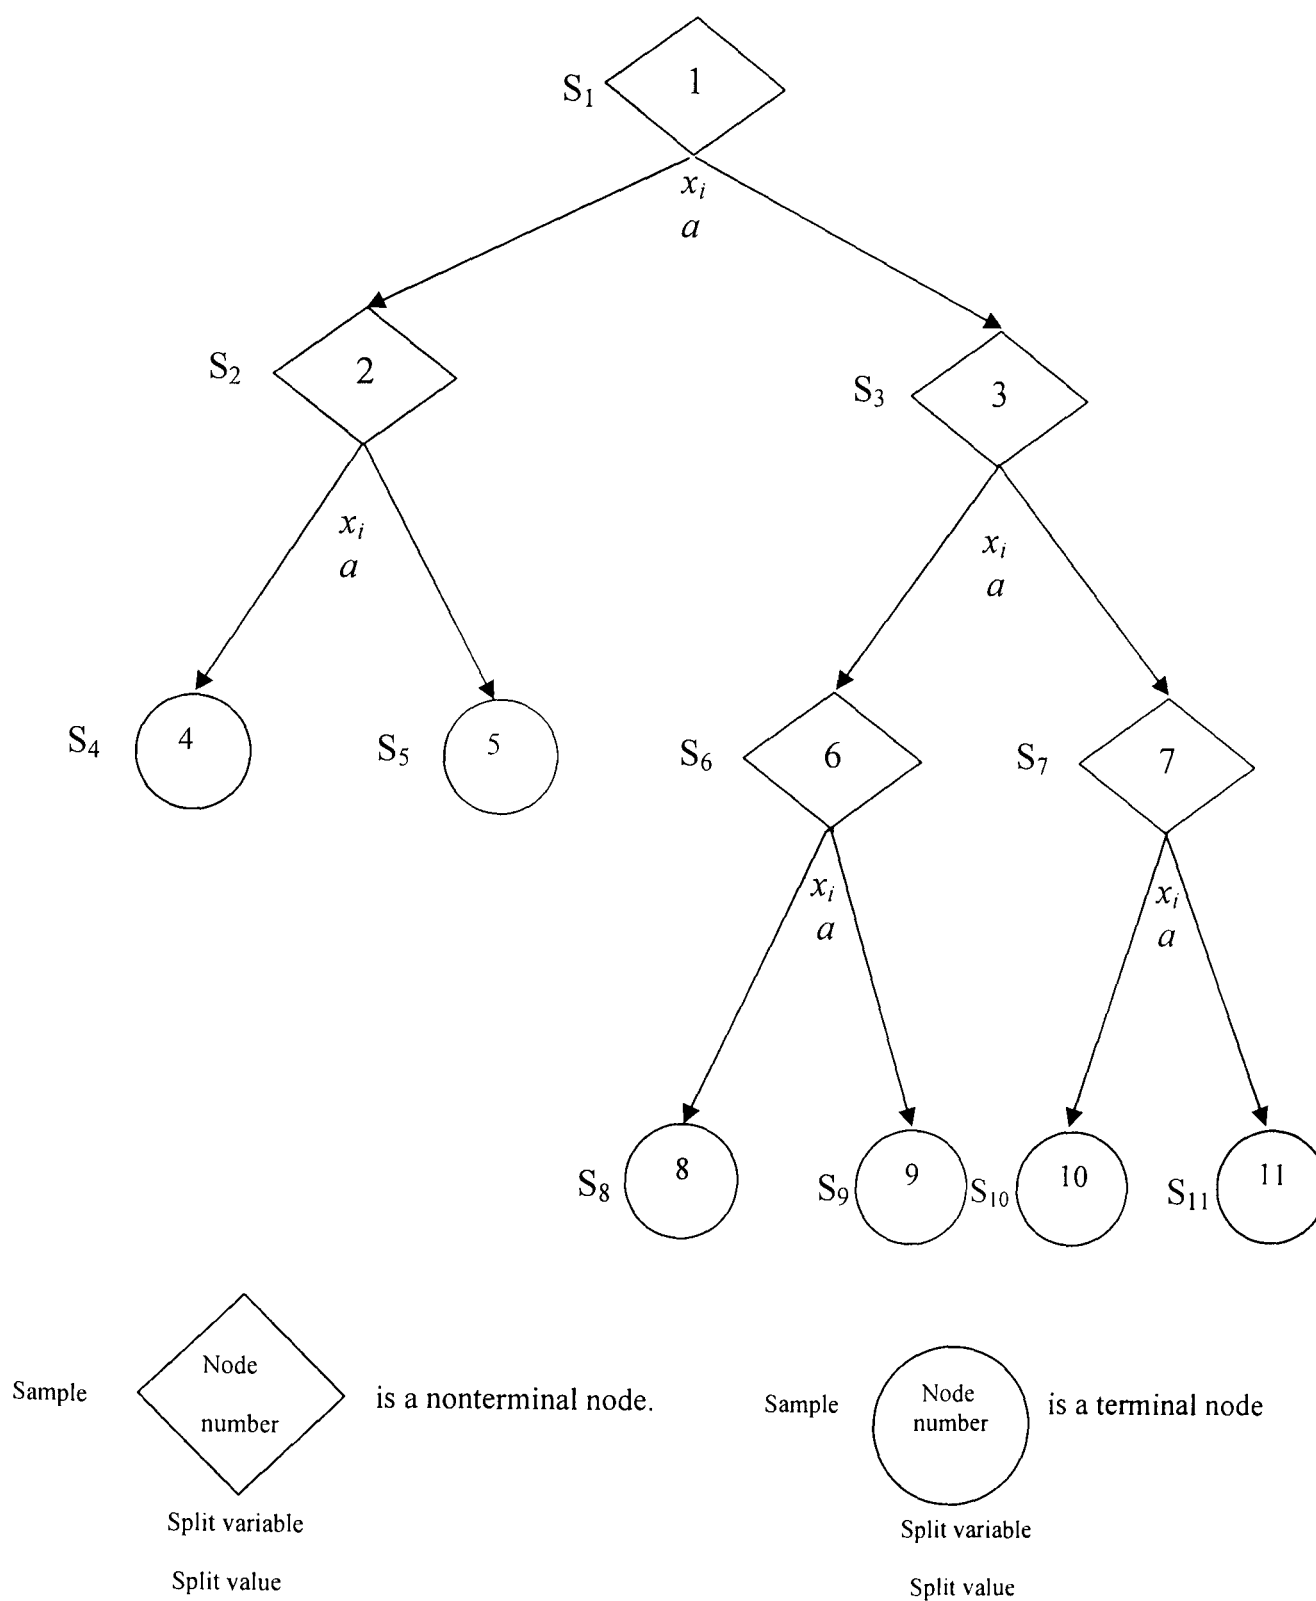 S₁ 1
xᵢ
a
S₂ 2
S₃ 3
xᵢ
a
xᵢ
a
S₄ 4
S₅ 5
S₆ 6
S₇ 7
xᵢ
a
xᵢ
a
S₈ 8
S₉ 9
S₁₀ 10
S₁₁ 11
Sample
Node
number
is a nonterminal node.
Split variable
Split value
Sample
Node
number
is a terminal node
Split variable
Split value